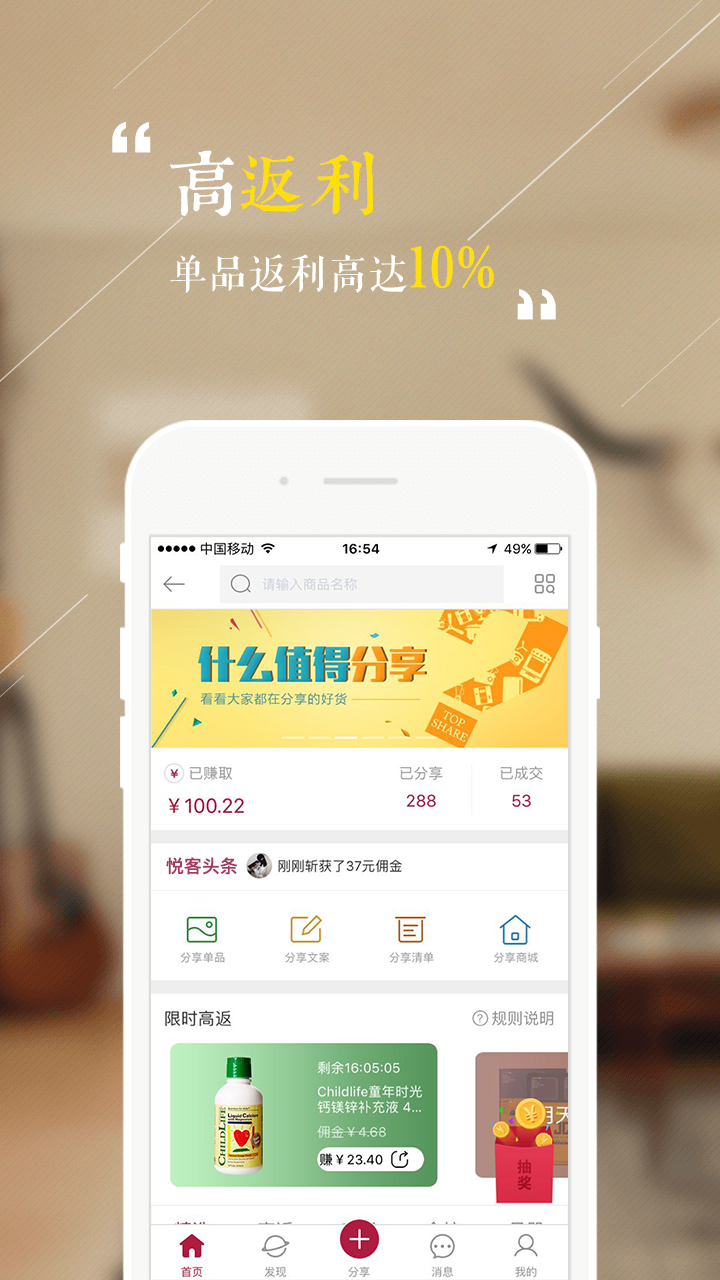 “
高返利
单品返利高达10%
”
中国移动 16:54 49%
请输入商品名称
什么值得分享
看看大家都在分享的好货
TOP
SHARE
¥ 已赚取 已分享 已成交
¥100.22 288 53
悦客头条 刚刚斩获了37元佣金
分享单品 分享文案 分享清单 分享商城
限时高返 ? 规则说明
剩余16:05:05
Childlife童年时光
钙镁锌补充液 4...
佣金¥4.68
赚¥23.40
CHILDLIFE
Liquid Calcium
¥
抽
奖
首页 发现 分享 消息 我的